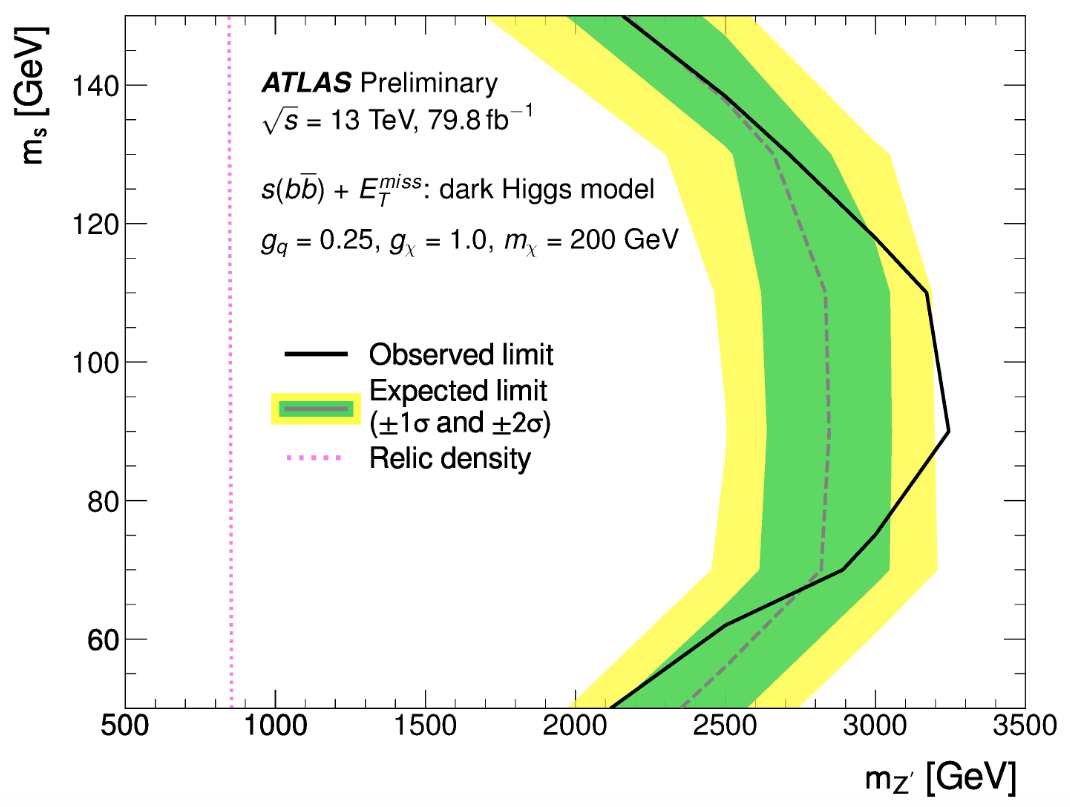 m_s [GeV]
140
120
100
80
60
ATLAS Preliminary
√s = 13 TeV, 79.8 fb⁻¹
s(bb̅) + E_T^miss: dark Higgs model
g_q = 0.25, g_χ = 1.0, m_χ = 200 GeV
Observed limit
Expected limit
(±1σ and ±2σ)
Relic density
500 1000 1500 2000 2500 3000 3500
m_Z′ [GeV]